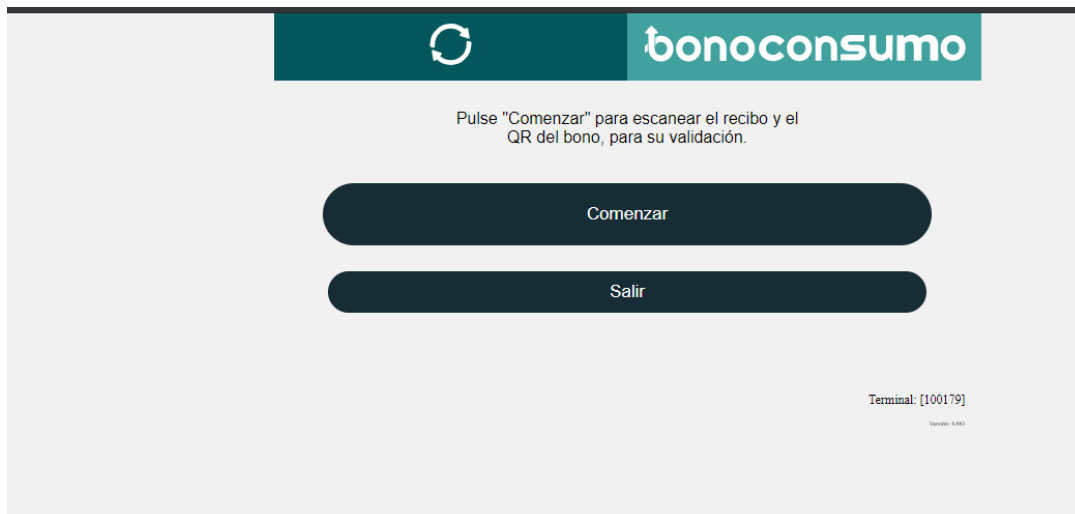 bonoconsumo
Pulse "Comenzar" para escanear el recibo y el
QR del bono, para su validación.
Comenzar
Salir
Terminal: [100179]